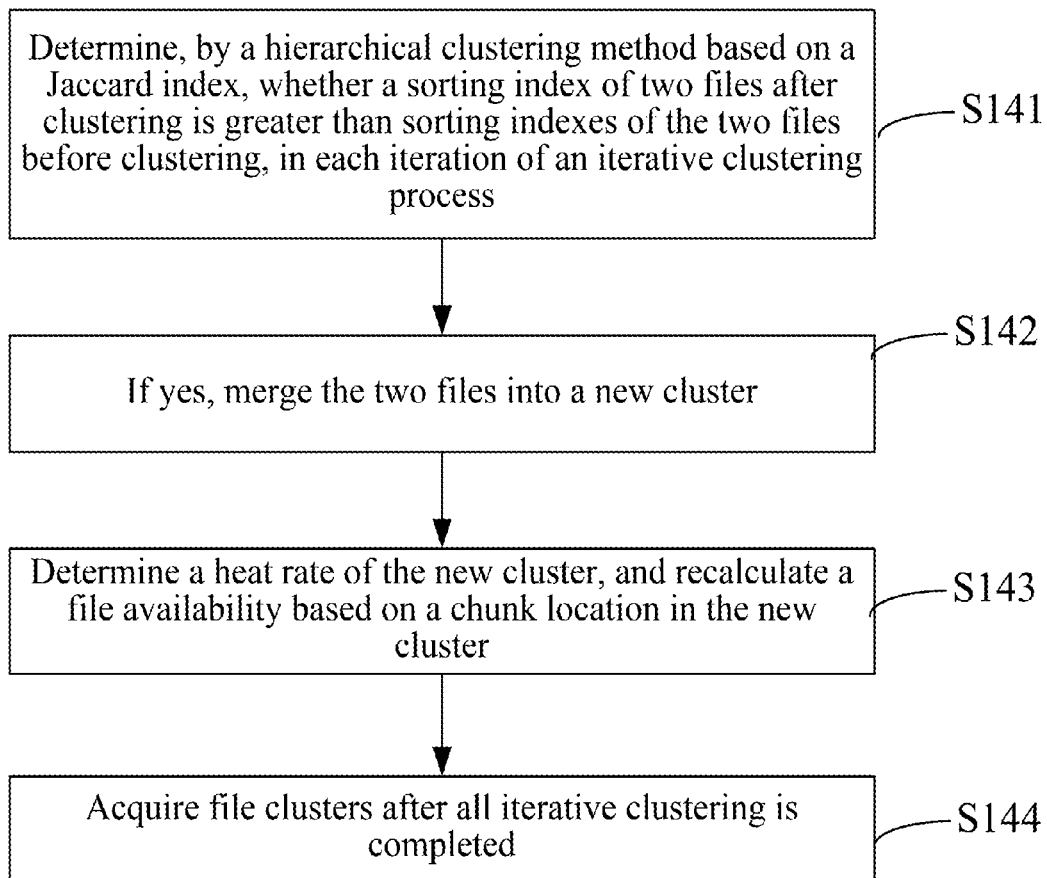 Determine, by a hierarchical clustering method based on a
Jaccard index, whether a sorting index of two files after
clustering is greater than sorting indexes of the two files
before clustering, in each iteration of an iterative clustering
process
S141
S142
If yes, merge the two files into a new cluster
Determine a heat rate of the new cluster, and recalculate a
file availability based on a chunk location in the new
cluster
S143
Acquire file clusters after all iterative clustering is
completed
S144